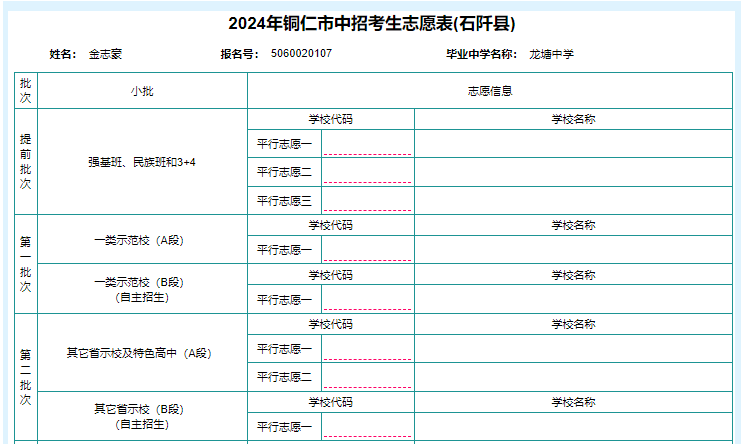 2024年铜仁市中招考生志愿表(石阡县)
姓名： 金志蒙 报名号： 5060020107 毕业中学名称： 龙塘中学
批次 小批 志愿信息
提前批次 强基班、民族班和3+4 学校代码 学校名称
平行志愿一
平行志愿二
平行志愿三
第一批次 一类示范校（A段） 学校代码 学校名称
平行志愿一
一类示范校（B段） 学校代码 学校名称
(自主招生) 平行志愿一
第二批次 其它省示校及特色高中（A段） 学校代码 学校名称
平行志愿一
平行志愿二
其它省示校（B段） 学校代码 学校名称
(自主招生) 平行志愿一